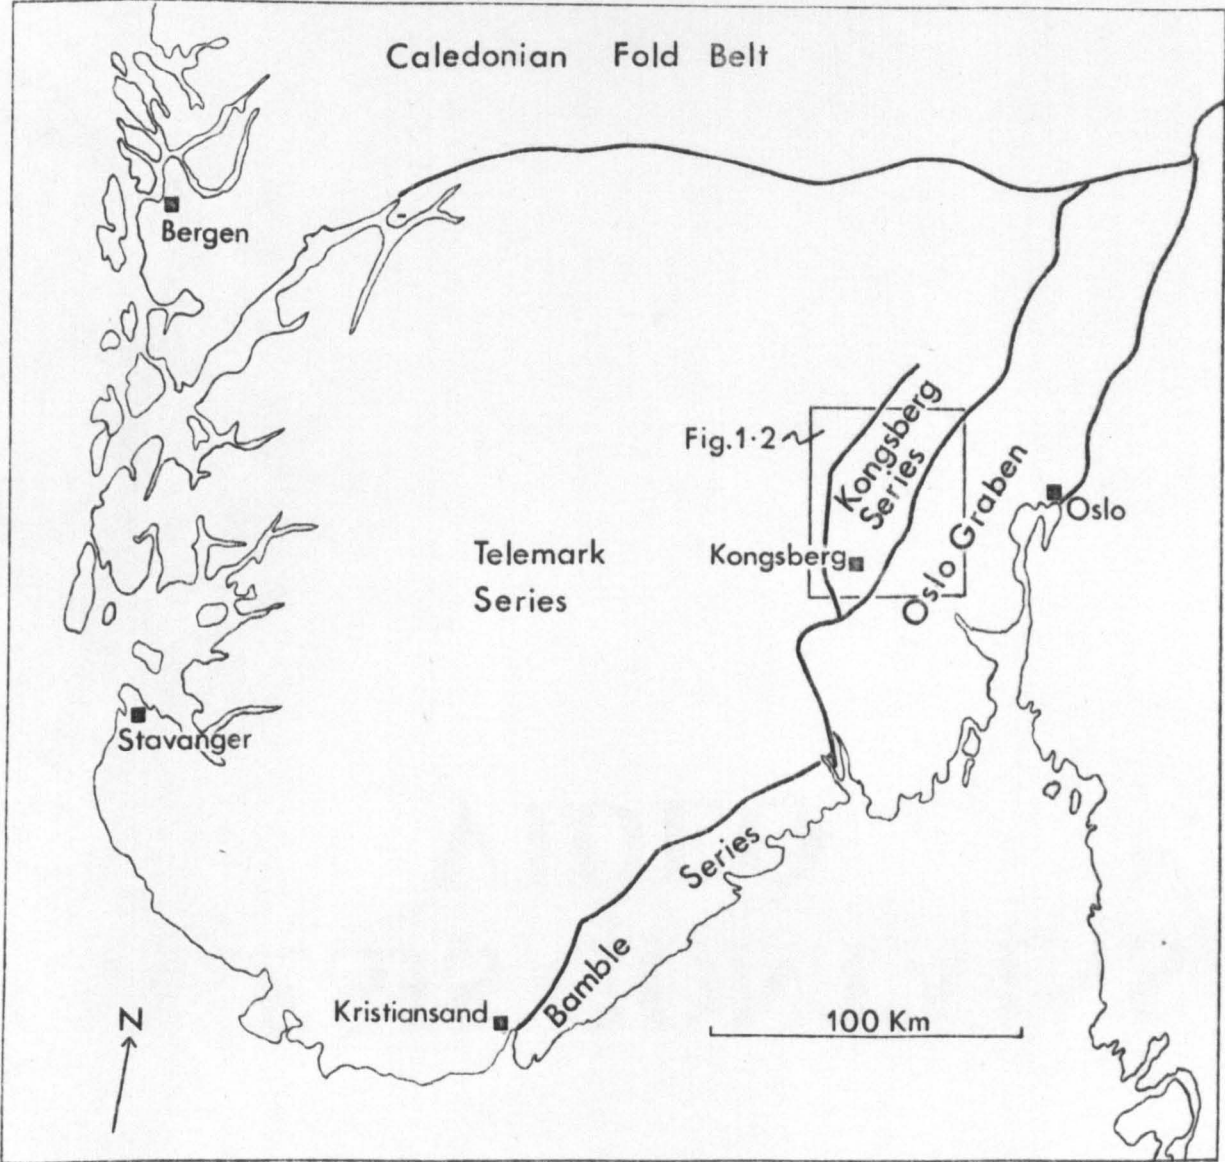 Caledonian Fold Belt
Bergen
Fig.1·2
Kongsberg
Series
Oslo Graben
Oslo
Telemark
Series
Kongsberg
Stavanger
Bamble Series
Kristiansand
N
100 Km